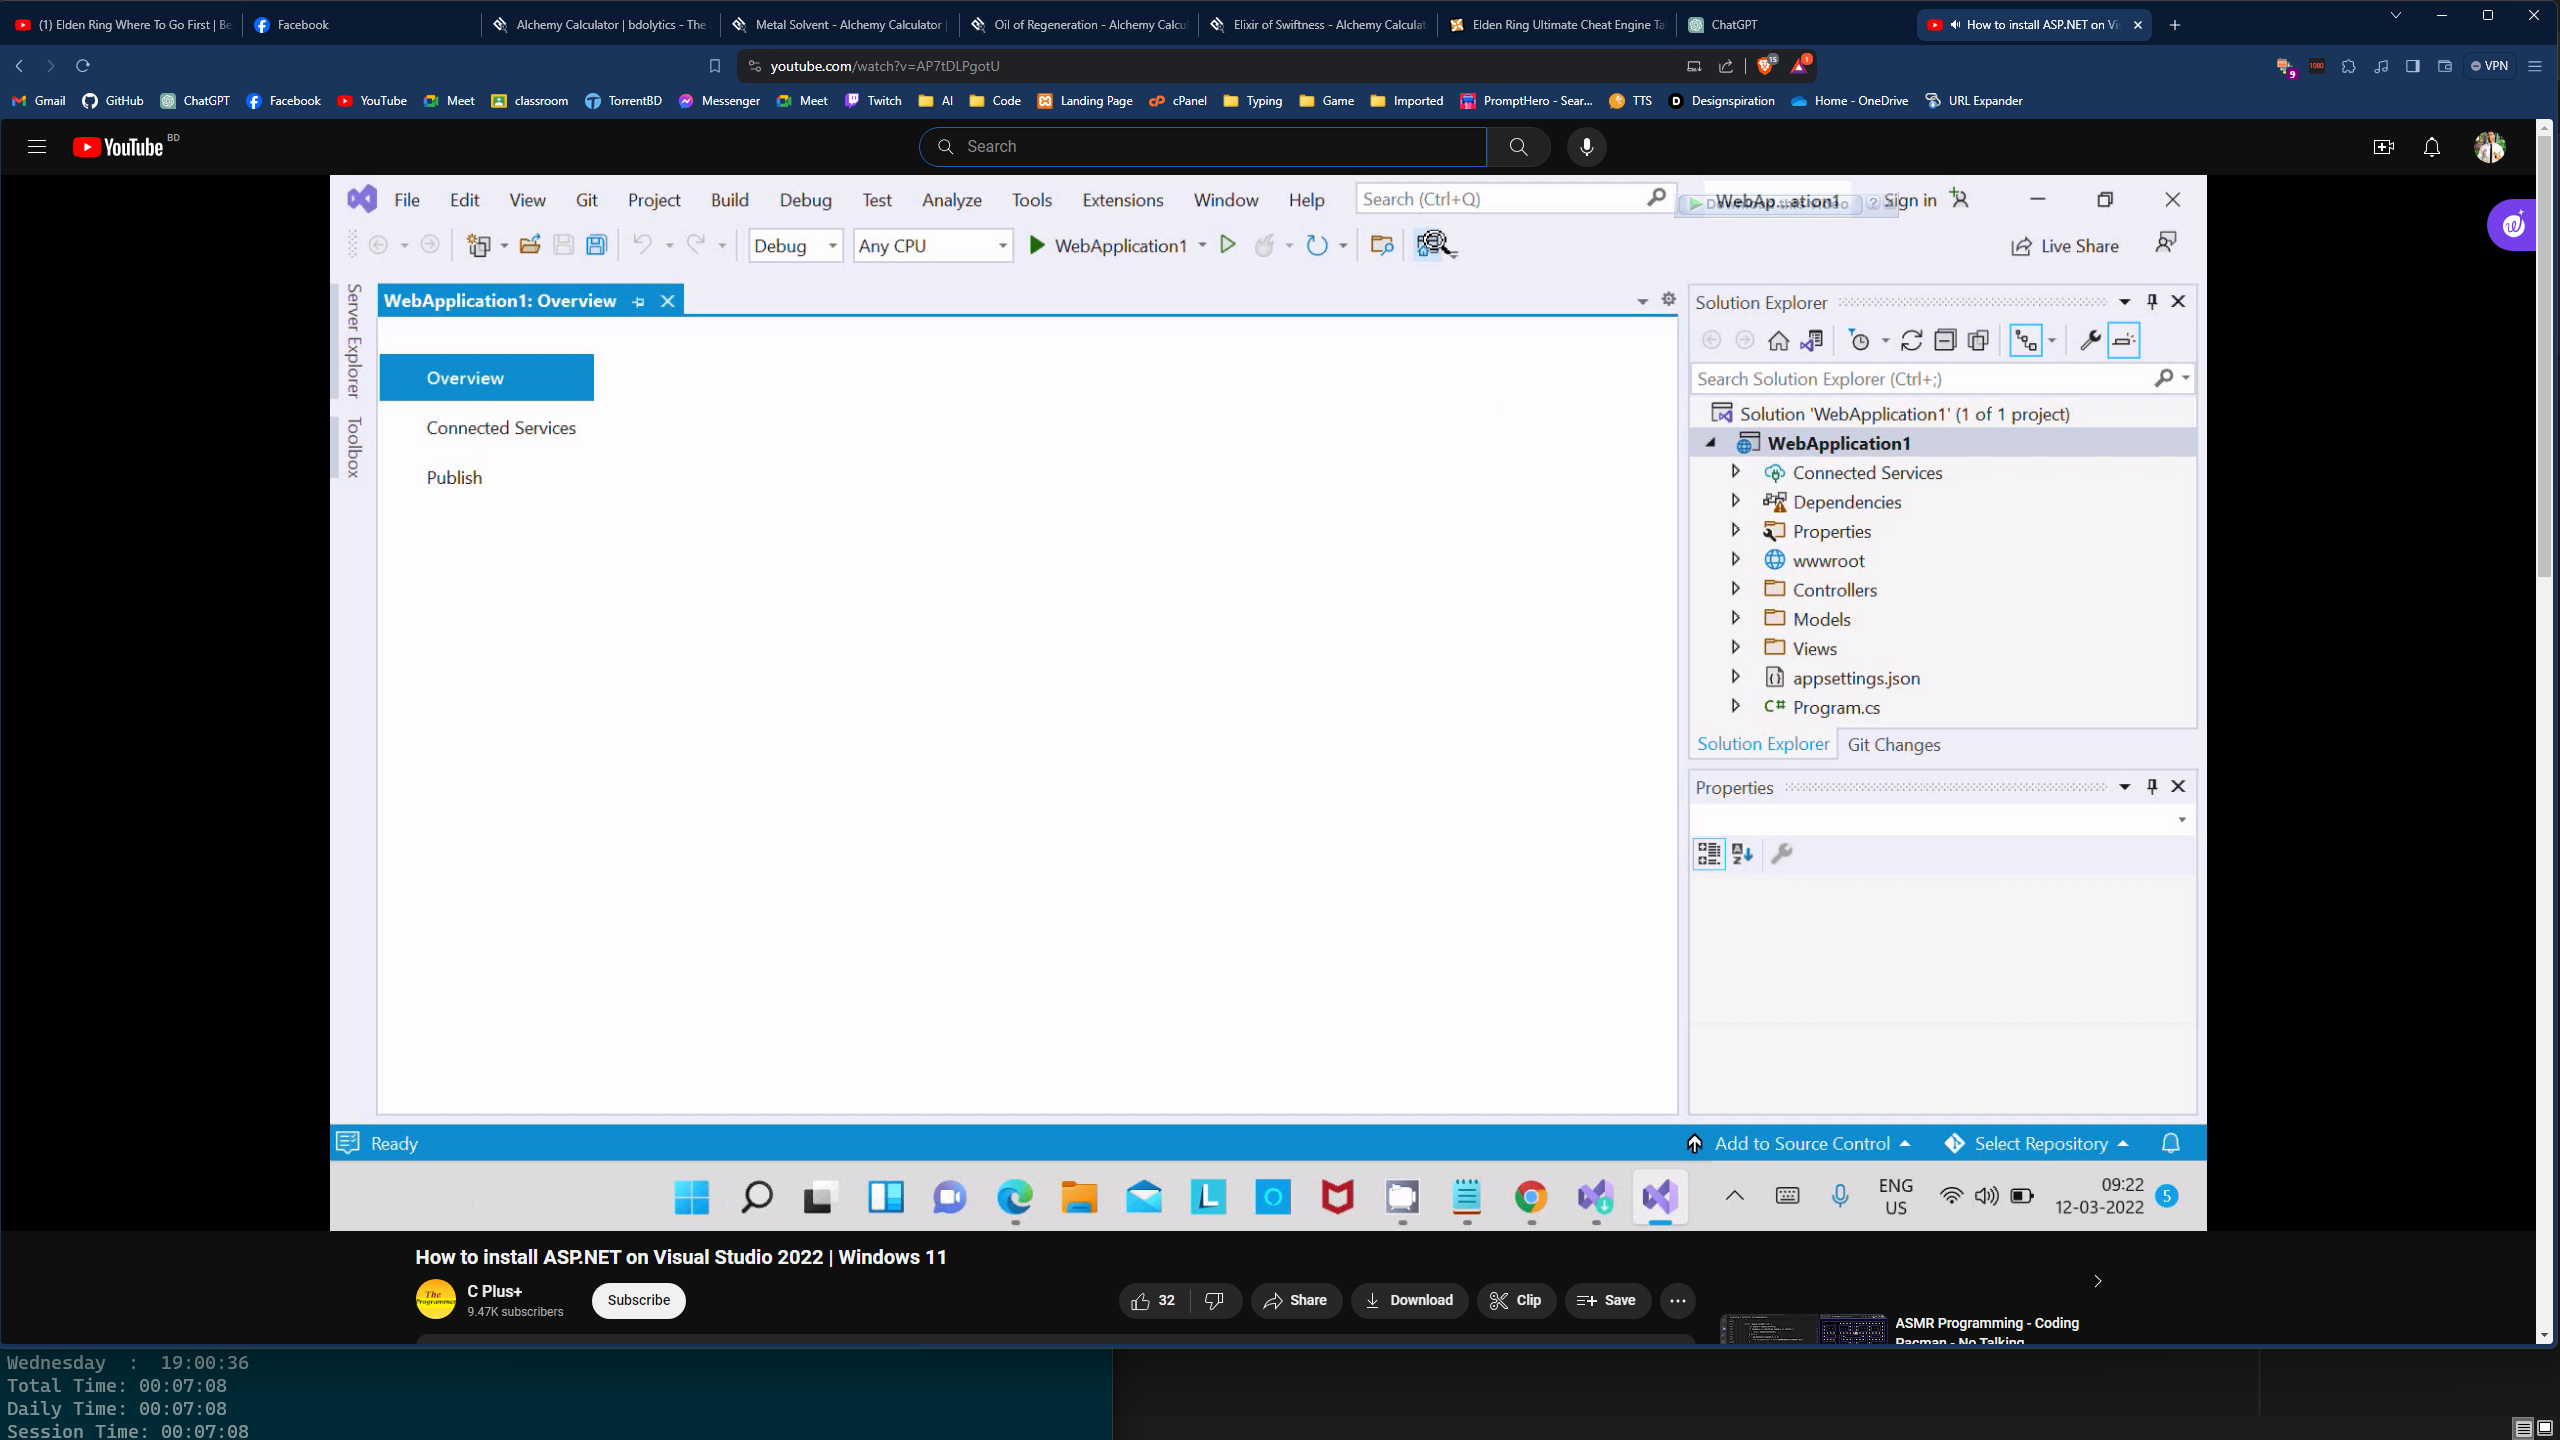 (1) Elden Ring Where To Go First | Be
Facebook
Alchemy Calculator | bdolytics - The
Metal Solvent - Alchemy Calculator |
Oil of Regeneration - Alchemy Calcu
Elixir of Swiftness - Alchemy Calculat
Elden Ring Ultimate Cheat Engine Ta
ChatGPT
How to install ASP.NET on Vi
youtube.com/watch?v=AP7tDLPgotU
15
1
9
1080
VPN
Gmail GitHub ChatGPT Facebook YouTube Meet classroom TorrentBD Messenger Meet Twitch AI Code Landing Page cPanel Typing Game Imported PromptHero - Sear... TTS Designspiration Home - OneDrive URL Expander
YouTube BD
Search
File Edit View Git Project Build Debug Test Analyze Tools Extensions Window Help Search (Ctrl+Q) Sign in
Debug Any CPU WebApplication1 Live Share
Server Explorer
Toolbox
WebApplication1: Overview
Overview
Connected Services
Publish
Solution Explorer
Search Solution Explorer (Ctrl+;)
Solution 'WebApplication1' (1 of 1 project)
WebApplication1
Connected Services
Dependencies
Properties
wwwroot
Controllers
Models
Views
appsettings.json
C# Program.cs
Solution Explorer Git Changes
Properties
Ready Add to Source Control Select Repository
ENG
US
09:22
12-03-2022
5
How to install ASP.NET on Visual Studio 2022 | Windows 11
The
Programmer
C Plus+
9.47K subscribers
Subscribe
32 Share Download Clip Save
ASMR Programming - Coding
Pacman - No Talking
Wednesday : 19:00:36
Total Time: 00:07:08
Daily Time: 00:07:08
Session Time: 00:07:08